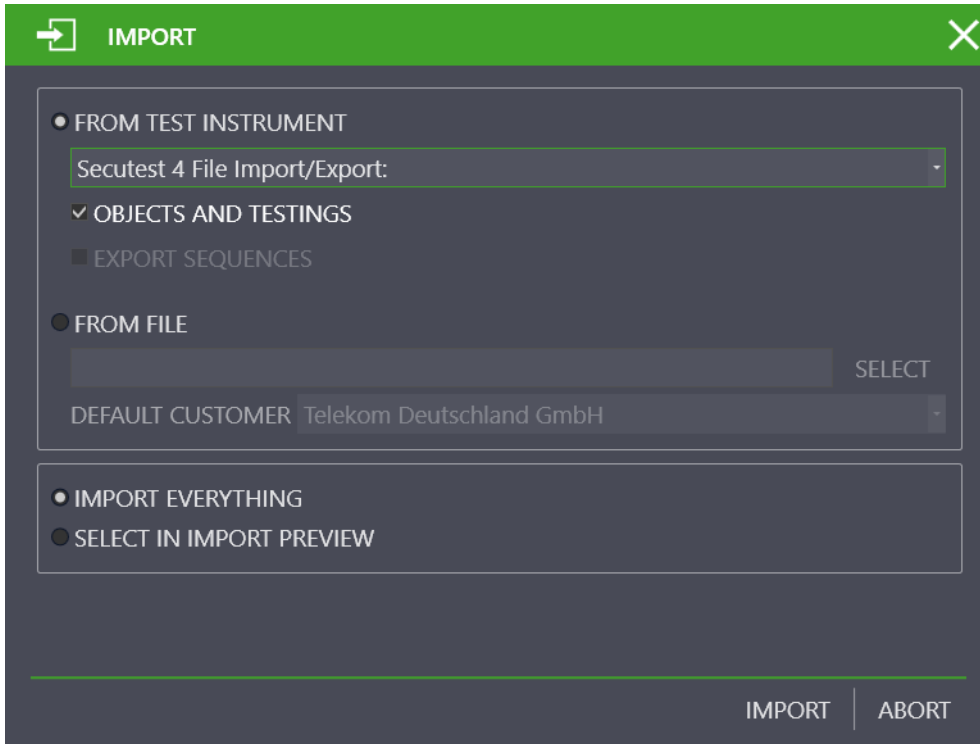 IMPORT
FROM TEST INSTRUMENT
Secutest 4 File Import/Export:
OBJECTS AND TESTINGS
EXPORT SEQUENCES
FROM FILE
SELECT
DEFAULT CUSTOMER Telekom Deutschland GmbH
IMPORT EVERYTHING
SELECT IN IMPORT PREVIEW
IMPORT ABORT